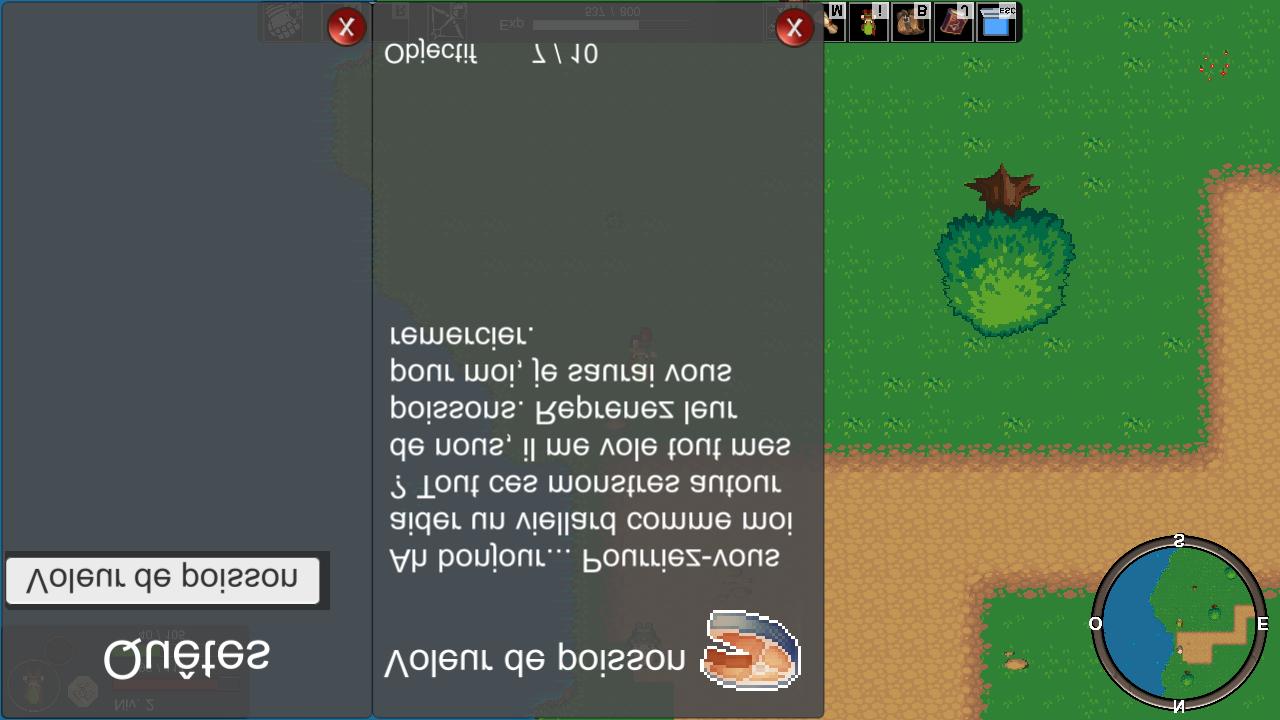 Quêtes
Voleur de poisson
Voleur de poisson
Ah bonjour... Pourriez-vous
aider un viellard comme moi
? Tout ces monstres autour
de nous, il me vole tout mes
poissons. Reprenez leur
pour moi, je saurai vous
remercier.
Objectif 7 / 10
X
X
Niv. 2
Exp 537 / 800
R
M
I
B
J
ESC
N
O
E
S